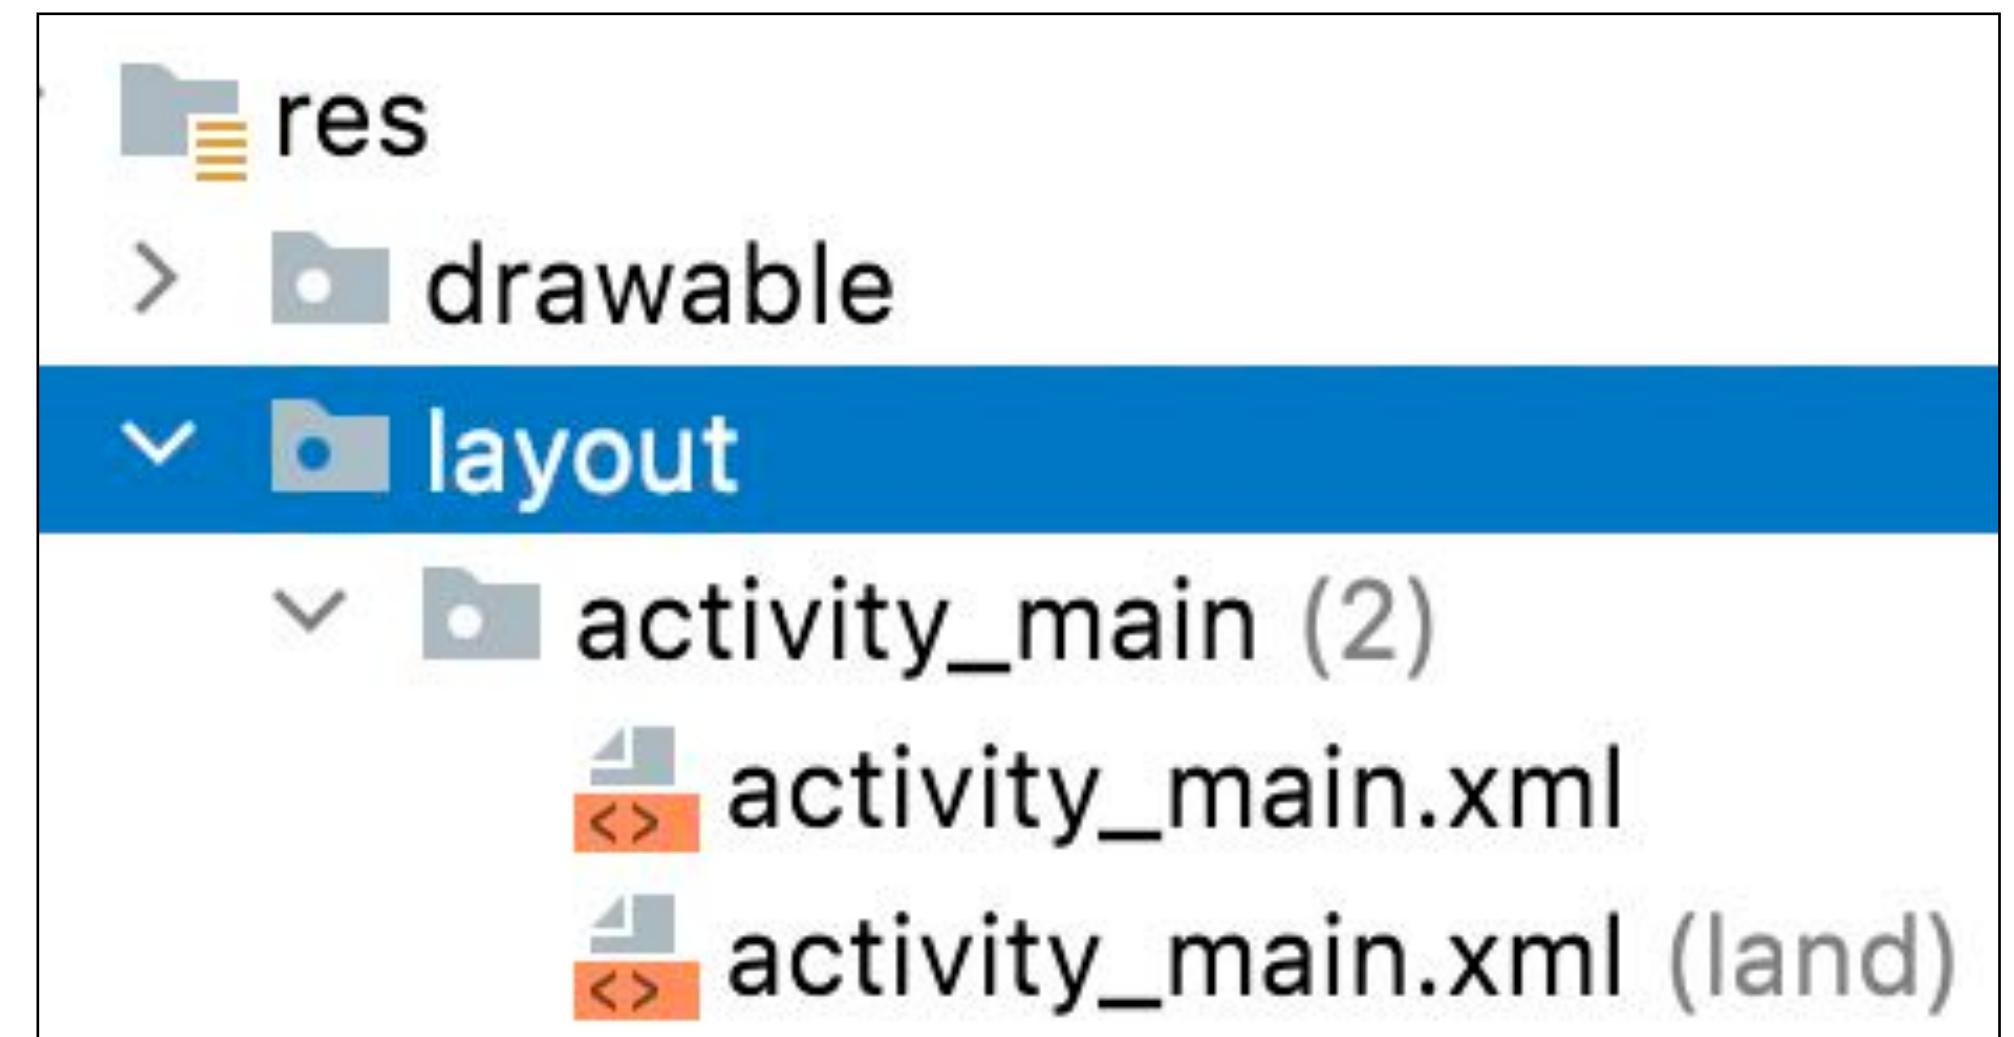 res
drawable
layout
activity_main (2)
<> activity_main.xml
<> activity_main.xml (land)